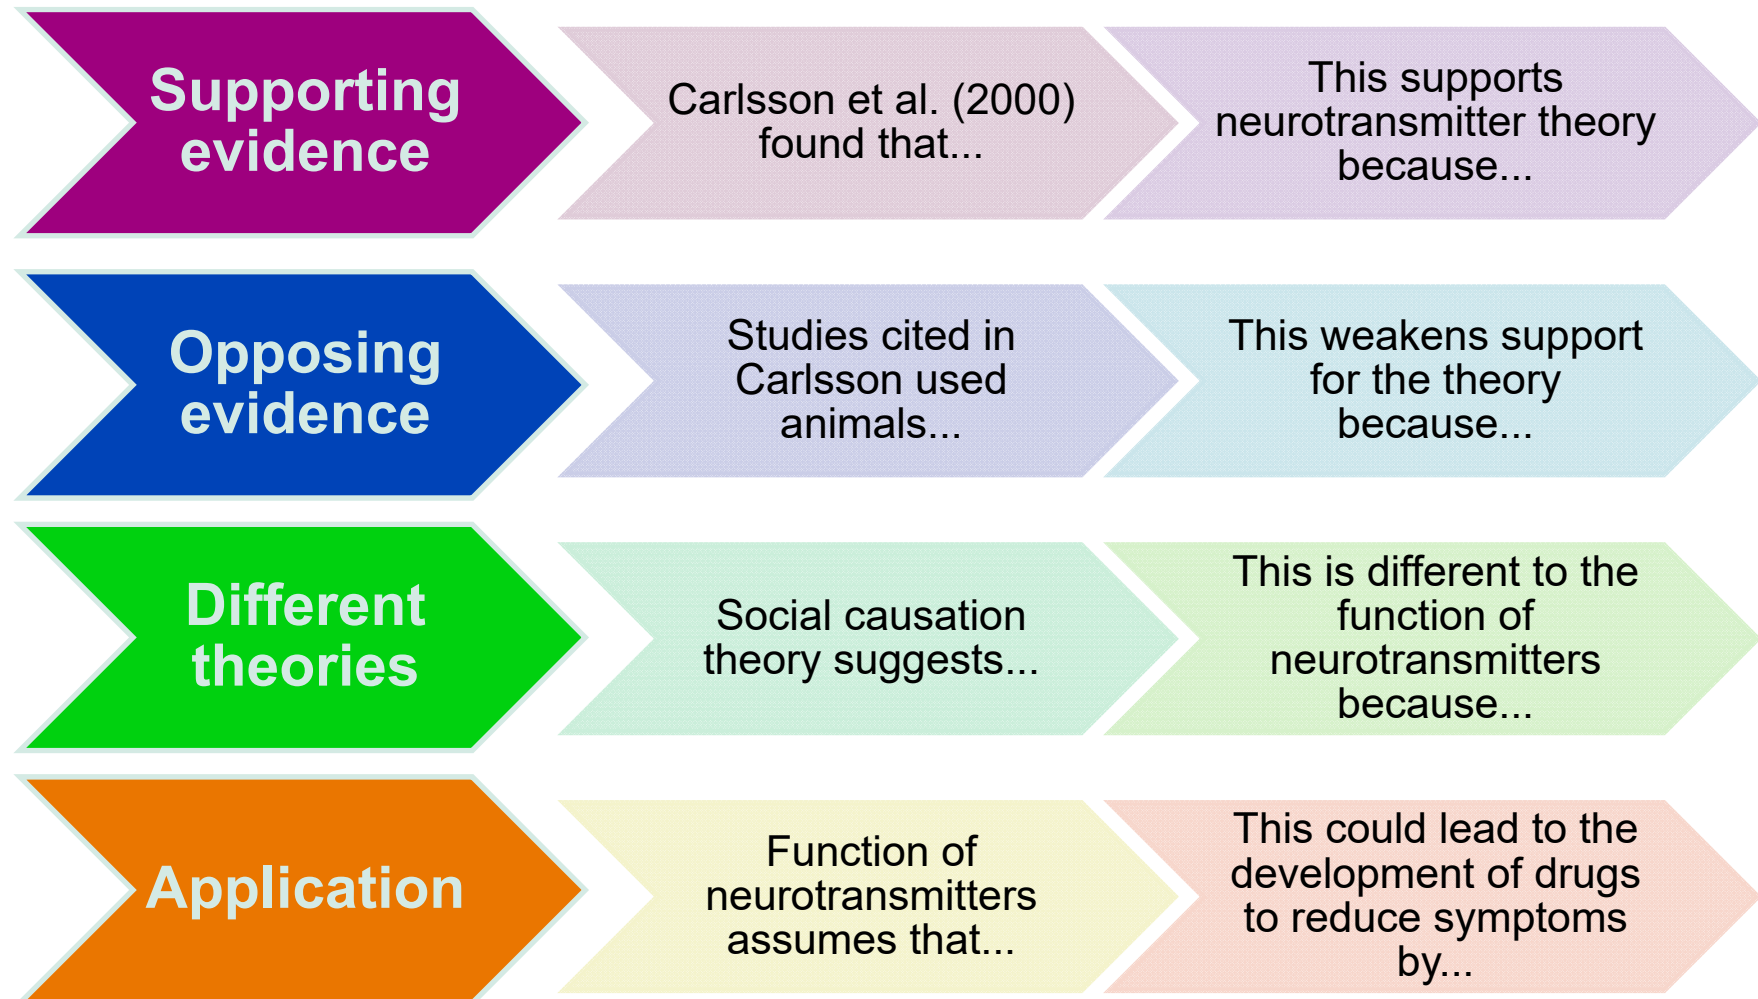 Supporting
evidence
Carlsson et al. (2000)
found that...
This supports
neurotransmitter theory
because...
Opposing
evidence
Studies cited in
Carlsson used
animals...
This weakens support
for the theory
because...
Different
theories
Social causation
theory suggests...
This is different to the
function of
neurotransmitters
because...
Application
Function of
neurotransmitters
assumes that...
This could lead to the
development of drugs
to reduce symptoms
by...